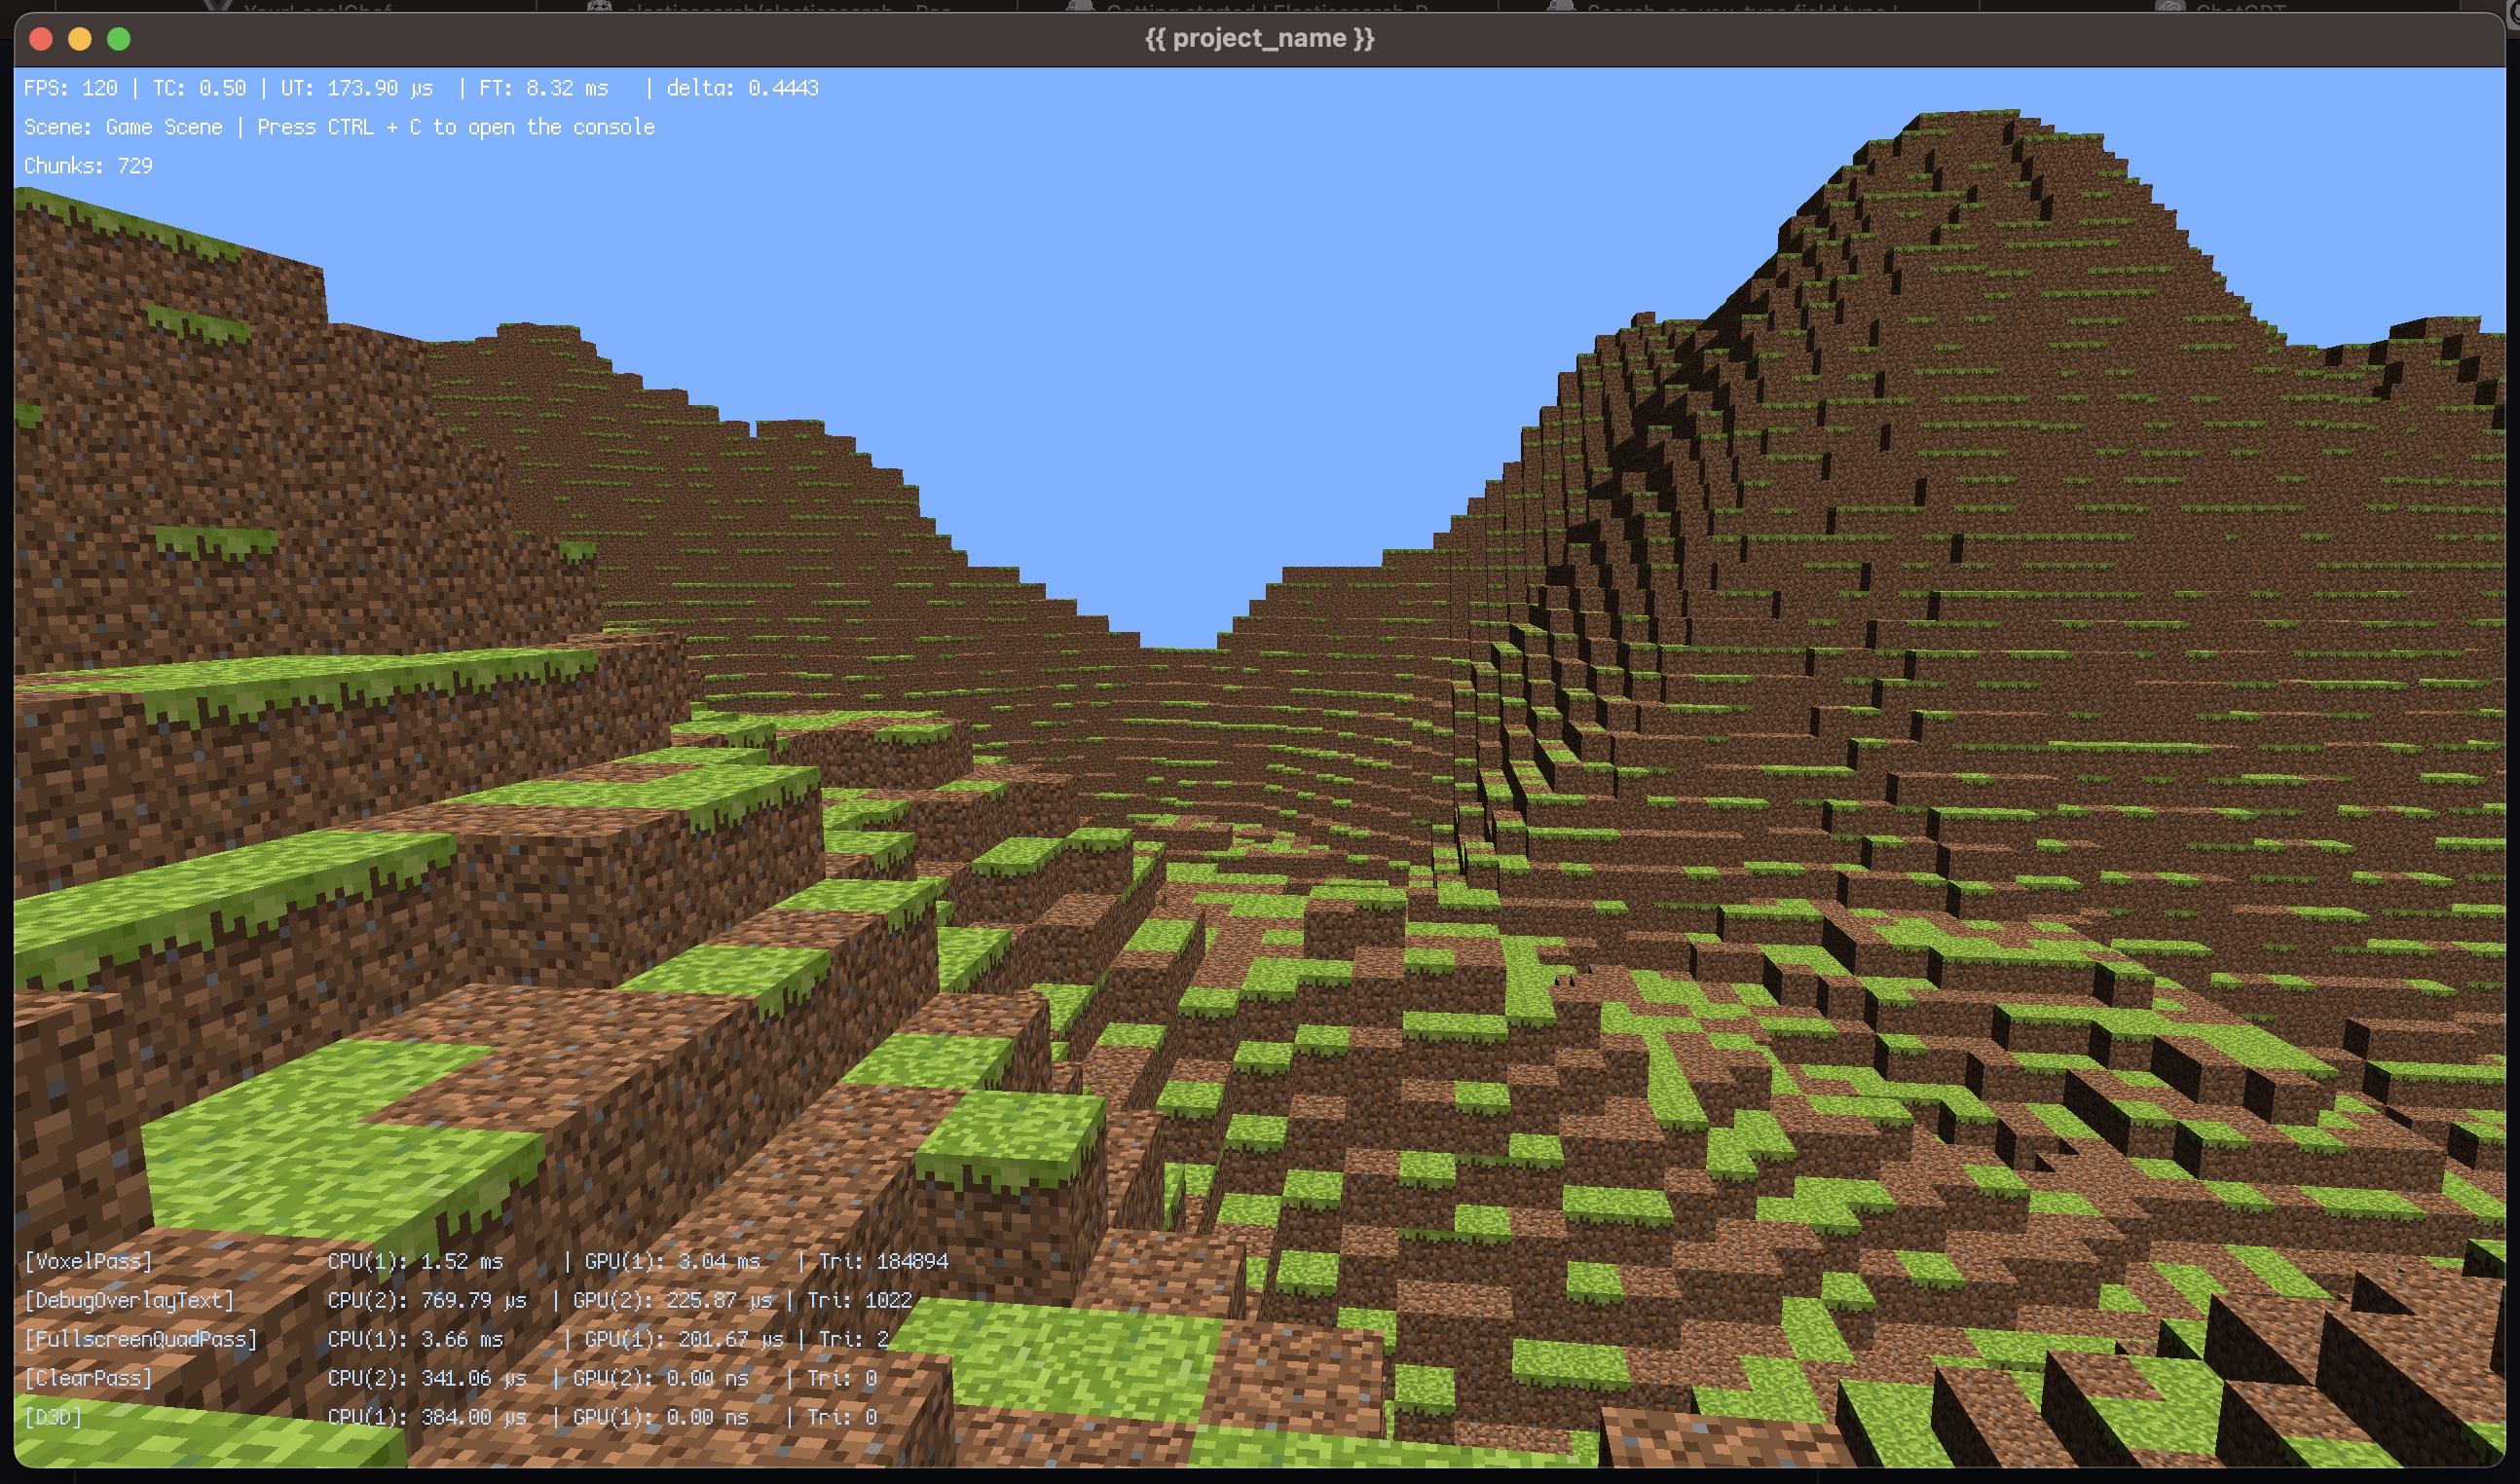 {{ project_name }}
FPS: 120 | TC: 0.50 | UT: 173.90 µs | FT: 8.32 ms | delta: 0.4443
Scene: Game Scene | Press CTRL + C to open the console
Chunks: 729
[VoxelPass] CPU(1): 1.52 ms | GPU(1): 3.04 ms | Tri: 184894
[DebugOverlayText] CPU(2): 769.79 µs | GPU(2): 225.87 µs | Tri: 1022
[FullscreenQuadPass] CPU(1): 3.66 ms | GPU(1): 201.67 µs | Tri: 2
[ClearPass] CPU(2): 341.06 µs | GPU(2): 0.00 ns | Tri: 0
[D3D] CPU(1): 384.00 µs | GPU(1): 0.00 ns | Tri: 0